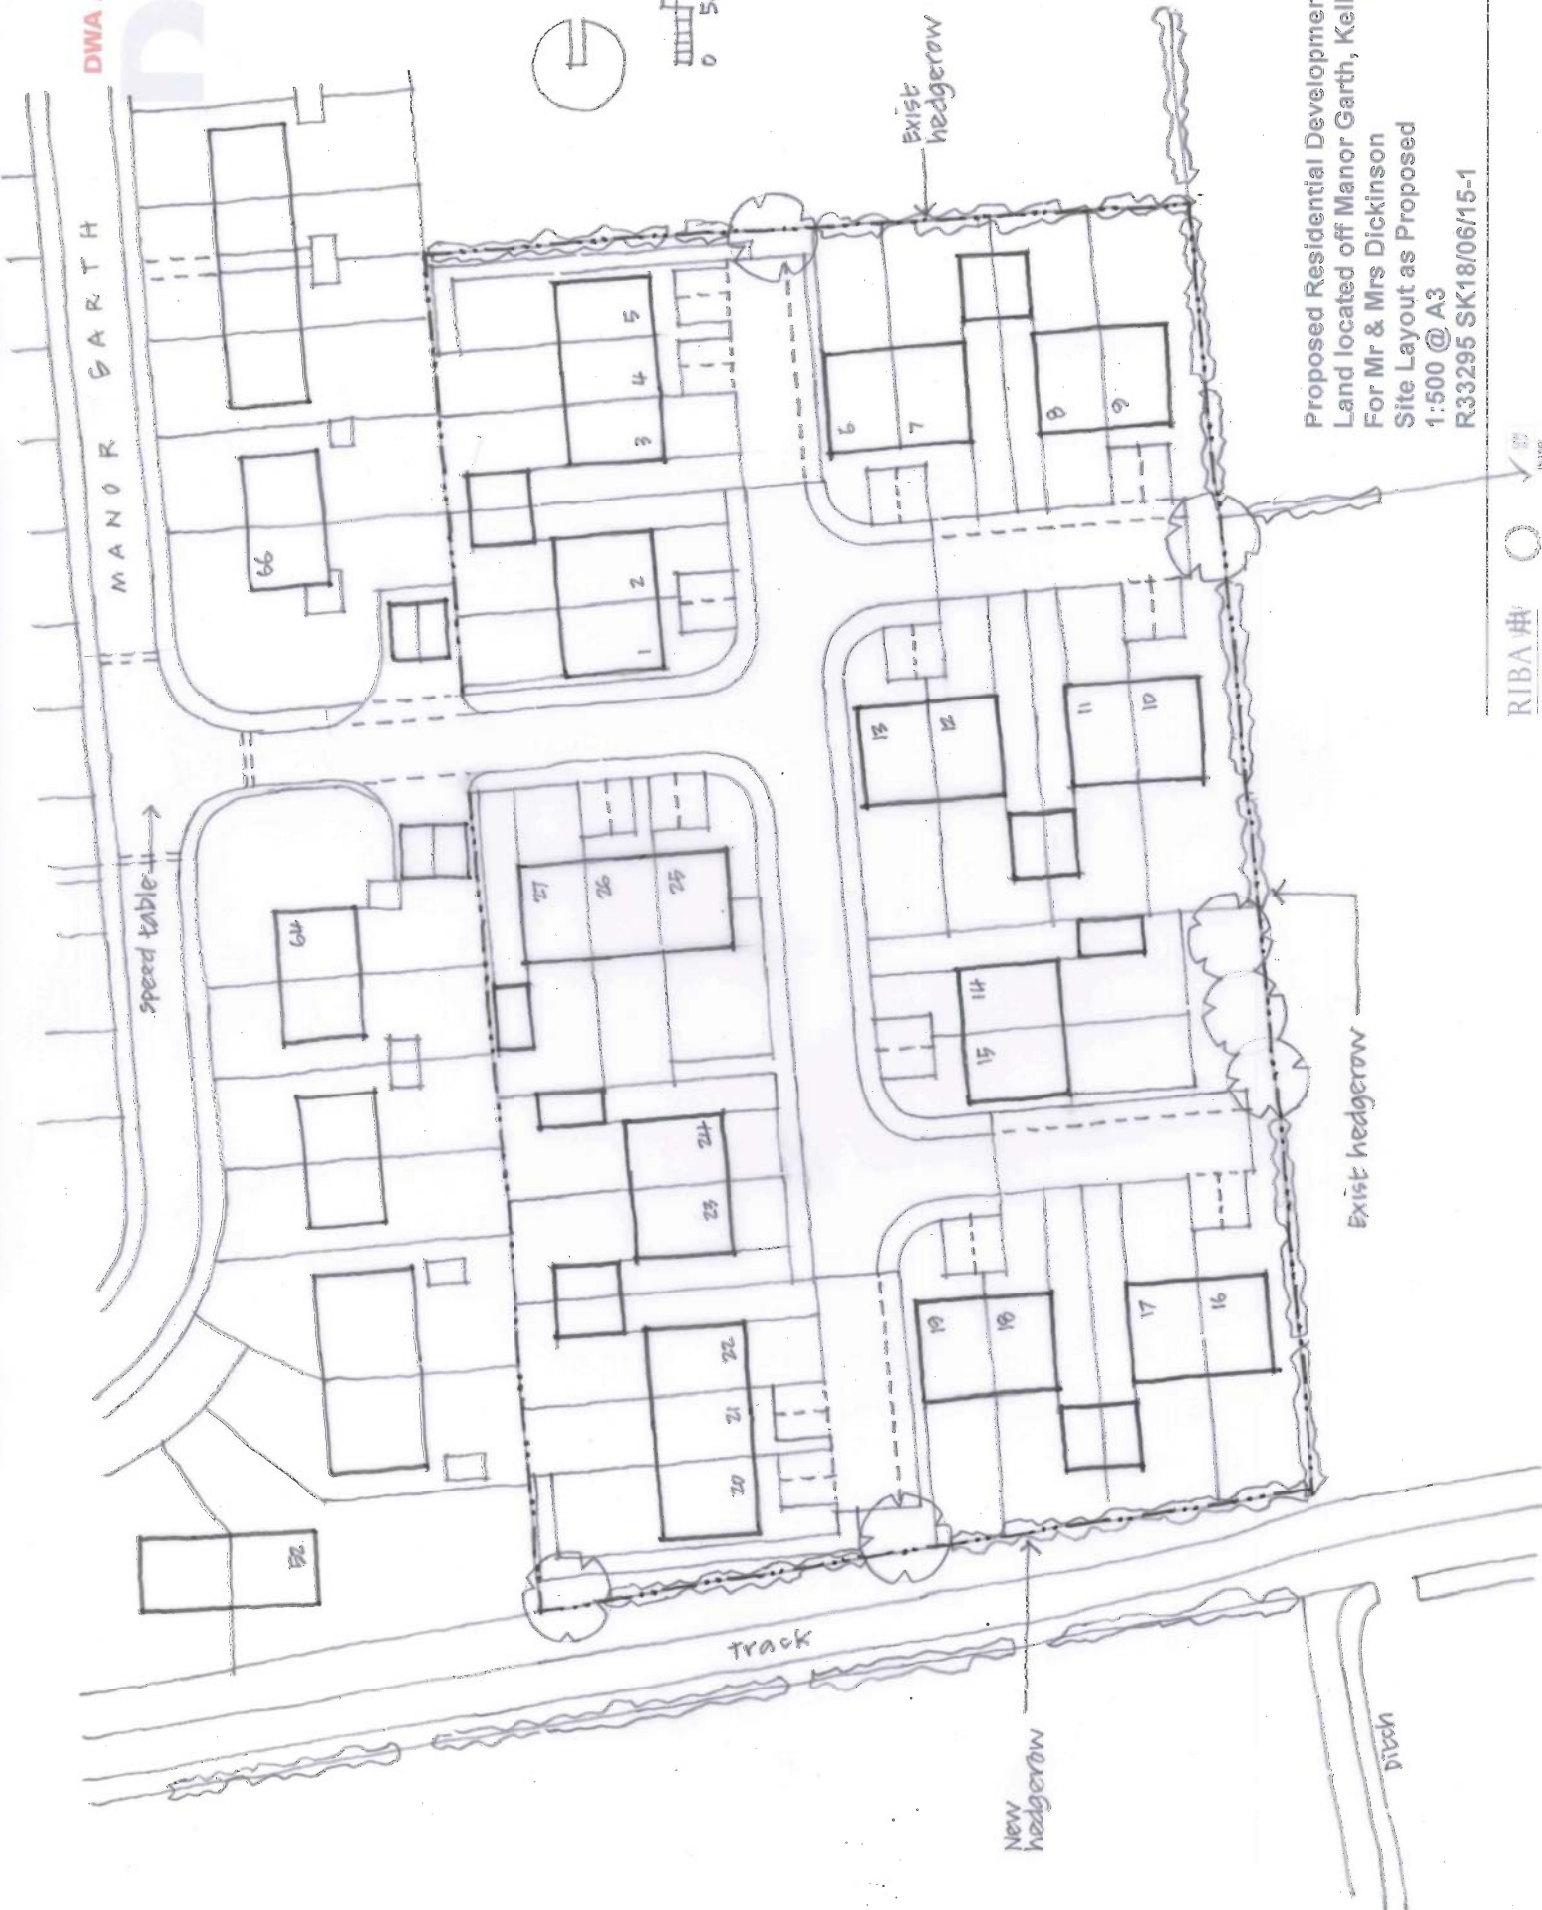 DWA
MANOR GARTH
speed table
66
64
52
0 5
Exist
hedgerow
1
2
3
4
5
6
7
8
9
10
11
12
13
14
15
16
17
18
19
20
21
22
23
24
25
26
27
Exist hedgerow
New
hedgerow
Track
Ditch
Proposed Residential Developmen
Land located off Manor Garth, Kell
For Mr & Mrs Dickinson
Site Layout as Proposed
1:500 @ A3
R33295 SK18/06/15-1
RIBA